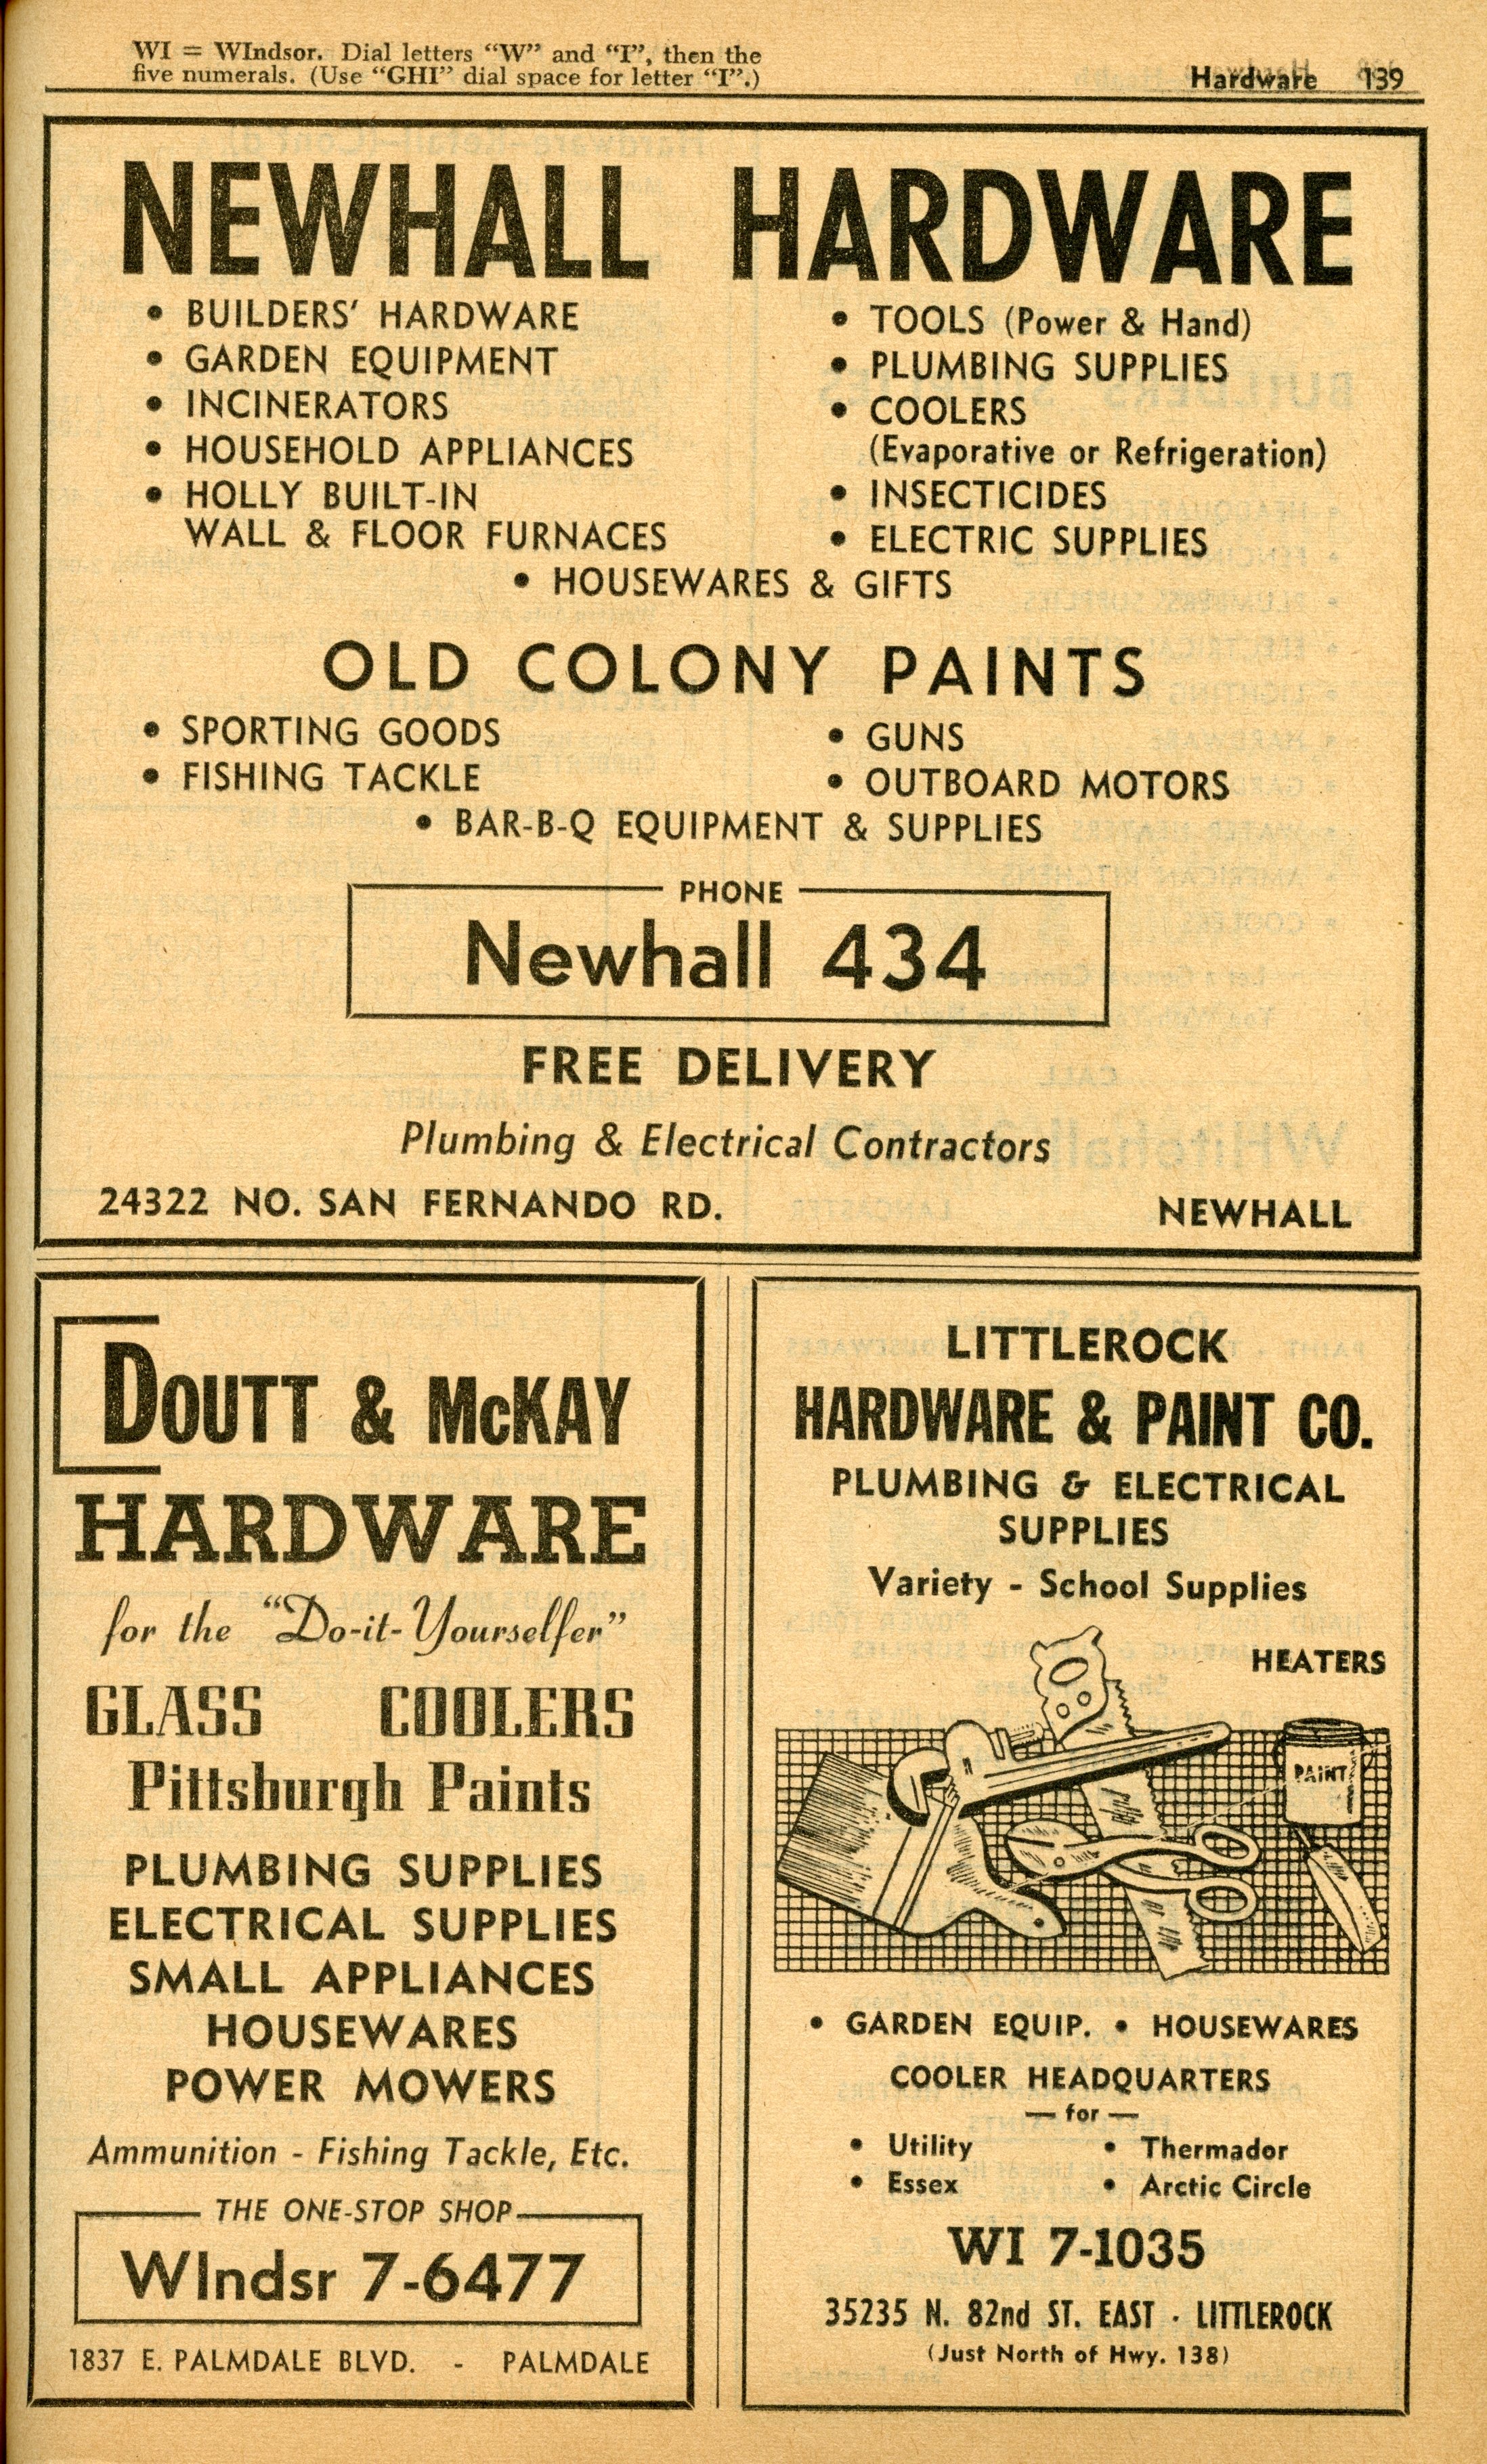 WI = WIndsor. Dial letters "W" and "I", then the
five numerals. (Use "GHI" dial space for letter "I".)
Hardware 139
NEWHALL HARDWARE
• BUILDERS' HARDWARE
• GARDEN EQUIPMENT
• INCINERATORS
• HOUSEHOLD APPLIANCES
• HOLLY BUILT-IN
WALL & FLOOR FURNACES
• TOOLS (Power & Hand)
• PLUMBING SUPPLIES
• COOLERS
(Evaporative or Refrigeration)
• INSECTICIDES
• ELECTRIC SUPPLIES
• HOUSEWARES & GIFTS
OLD COLONY PAINTS
• SPORTING GOODS
• FISHING TACKLE
• GUNS
• OUTBOARD MOTORS
• BAR-B-Q EQUIPMENT & SUPPLIES
PHONE
Newhall 434
FREE DELIVERY
Plumbing & Electrical Contractors
24322 NO. SAN FERNANDO RD. NEWHALL
DOUTT & McKAY
HARDWARE
for the "Do-it-Yourselfer"
GLASS COOLERS
Pittsburgh Paints
PLUMBING SUPPLIES
ELECTRICAL SUPPLIES
SMALL APPLIANCES
HOUSEWARES
POWER MOWERS
Ammunition - Fishing Tackle, Etc.
THE ONE-STOP SHOP
WIndsr 7-6477
1837 E. PALMDALE BLVD. - PALMDALE
LITTLEROCK
HARDWARE & PAINT CO.
PLUMBING & ELECTRICAL
SUPPLIES
Variety - School Supplies
HEATERS
PAINT
• GARDEN EQUIP. • HOUSEWARES
COOLER HEADQUARTERS
— for —
• Utility • Thermador
• Essex • Arctic Circle
WI 7-1035
35235 N. 82nd ST. EAST · LITTLEROCK
(Just North of Hwy. 138)